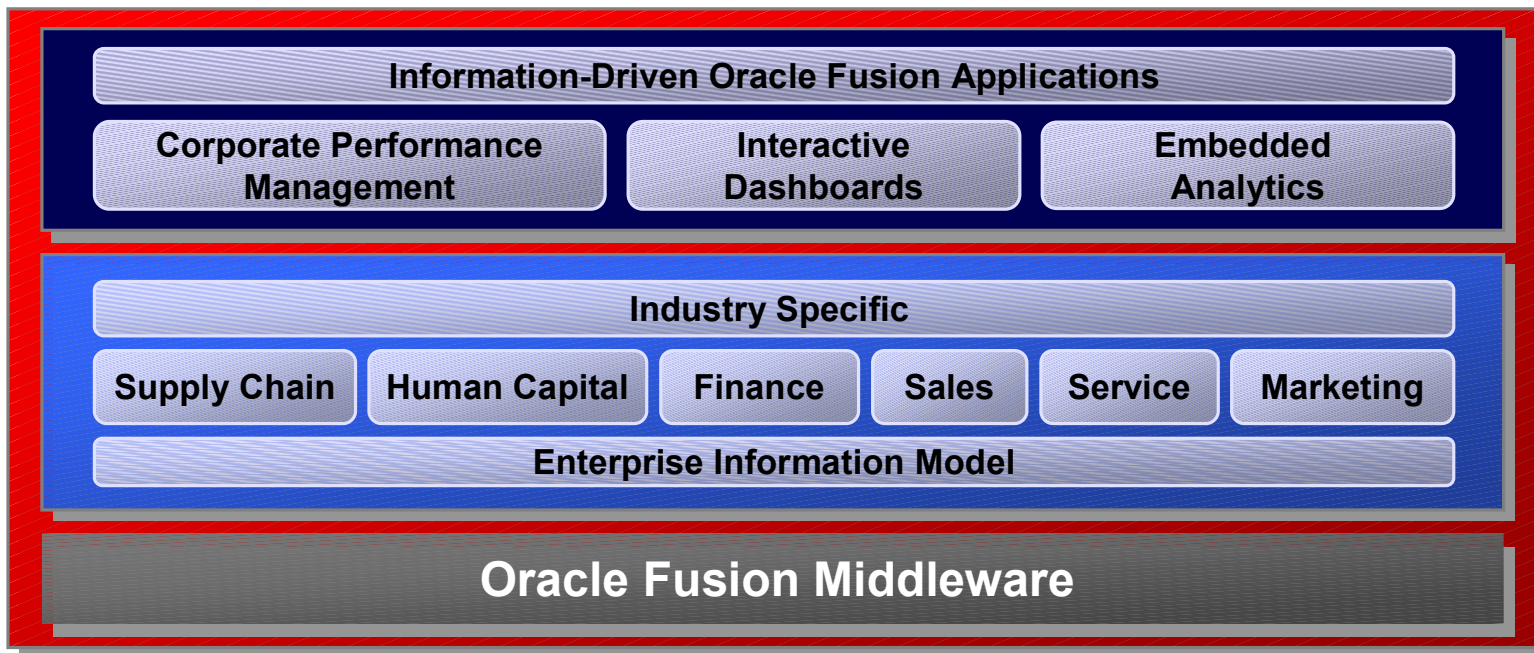 Information-Driven Oracle Fusion Applications
Corporate Performance
Management
Interactive
Dashboards
Embedded
Analytics
Industry Specific
Supply Chain
Human Capital
Finance
Sales
Service
Marketing
Enterprise Information Model
Oracle Fusion Middleware